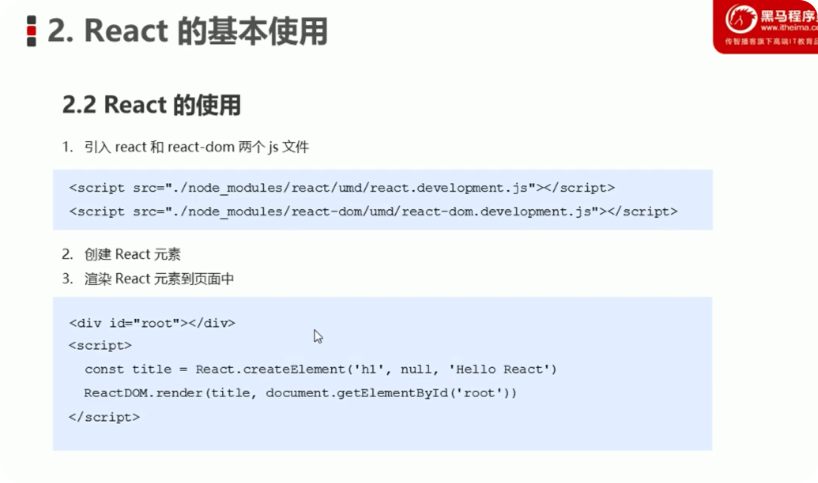 2. React 的基本使用
黑马程序员
www.itheima.co
传智播客旗下高端IT教育品
2.2 React 的使用
1. 引入 react 和 react-dom 两个 js 文件
<script src="./node_modules/react/umd/react.development.js"></script>
<script src="./node_modules/react-dom/umd/react-dom.development.js"></script>
2. 创建 React 元素
3. 渲染 React 元素到页面中
<div id="root"></div>
<script>
const title = React.createElement('h1', null, 'Hello React')
ReactDOM.render(title, document.getElementById('root'))
</script>